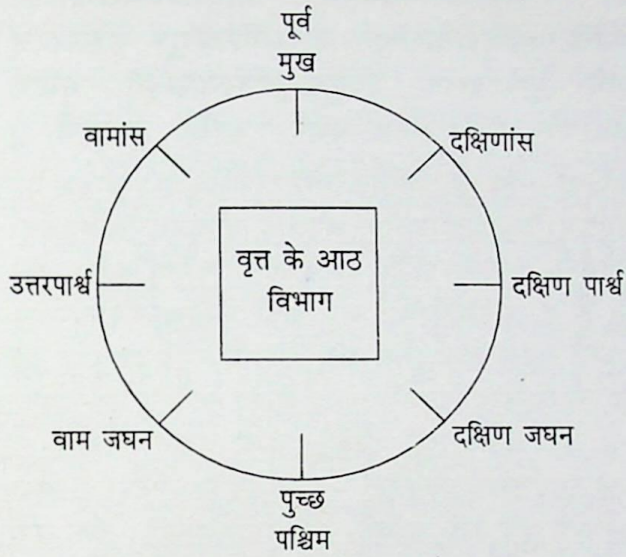 पूर्व
मुख
वामांस
दक्षिणांस
वृत्त के आठ
विभाग
उत्तरपार्श्व
दक्षिण पार्श्व
वाम जघन
दक्षिण जघन
पुच्छ
पश्चिम